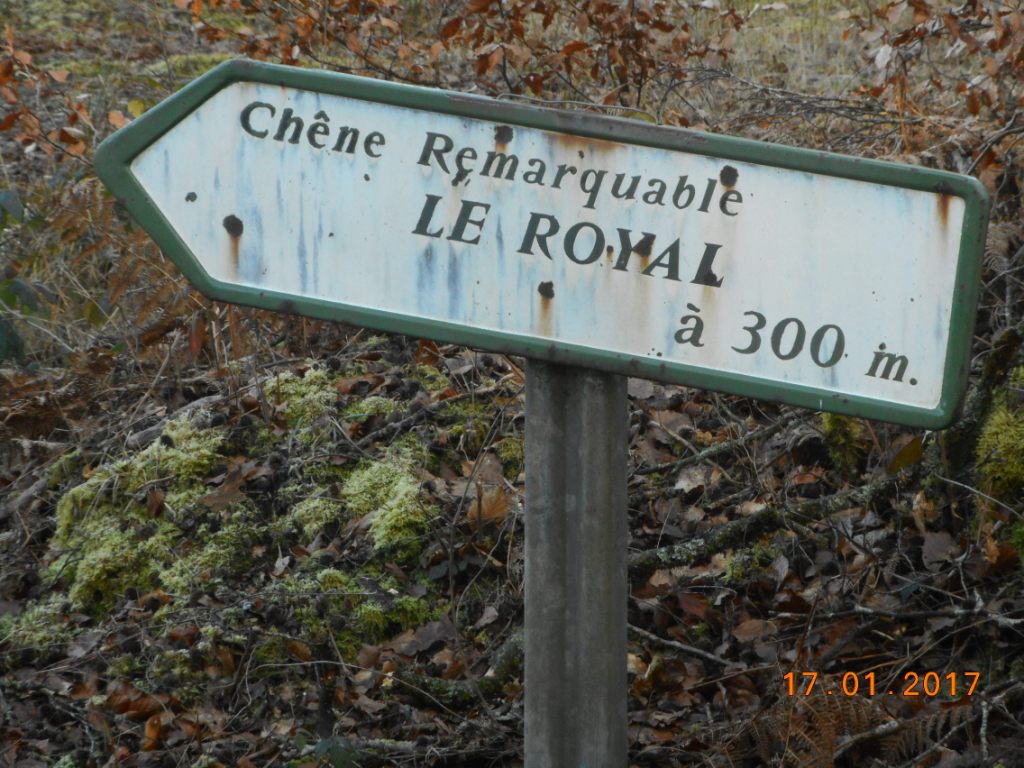 Chêne Remarquable
LE ROYAL
à 300 m.
17.01.2017